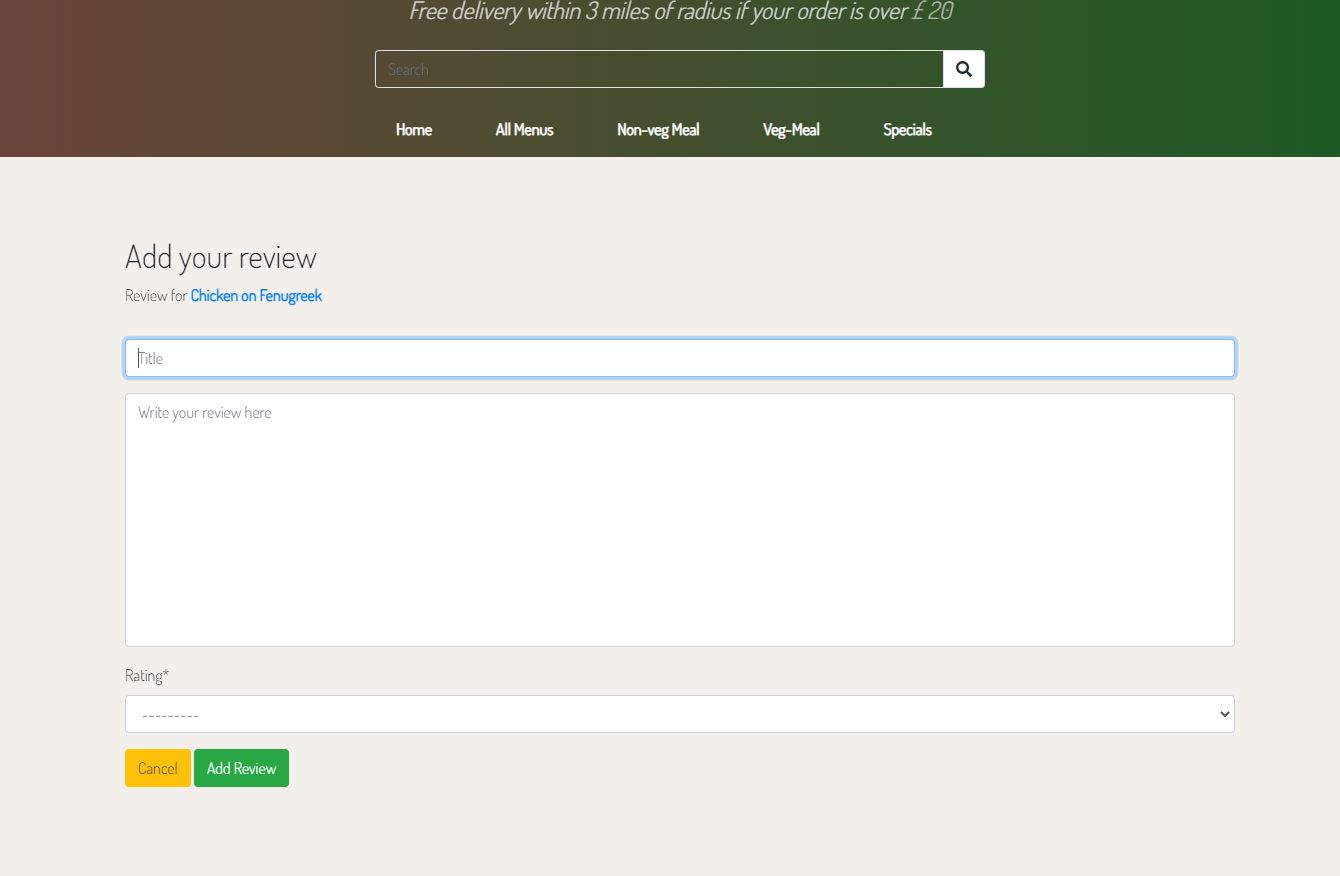 Free delivery within 3 miles of radius if your order is over £ 20
Search
Home All Menus Non-veg Meal Veg-Meal Specials
Add your review
Review for Chicken on Fenugreek
Title
Write your review here
Rating*
---------
Cancel Add Review